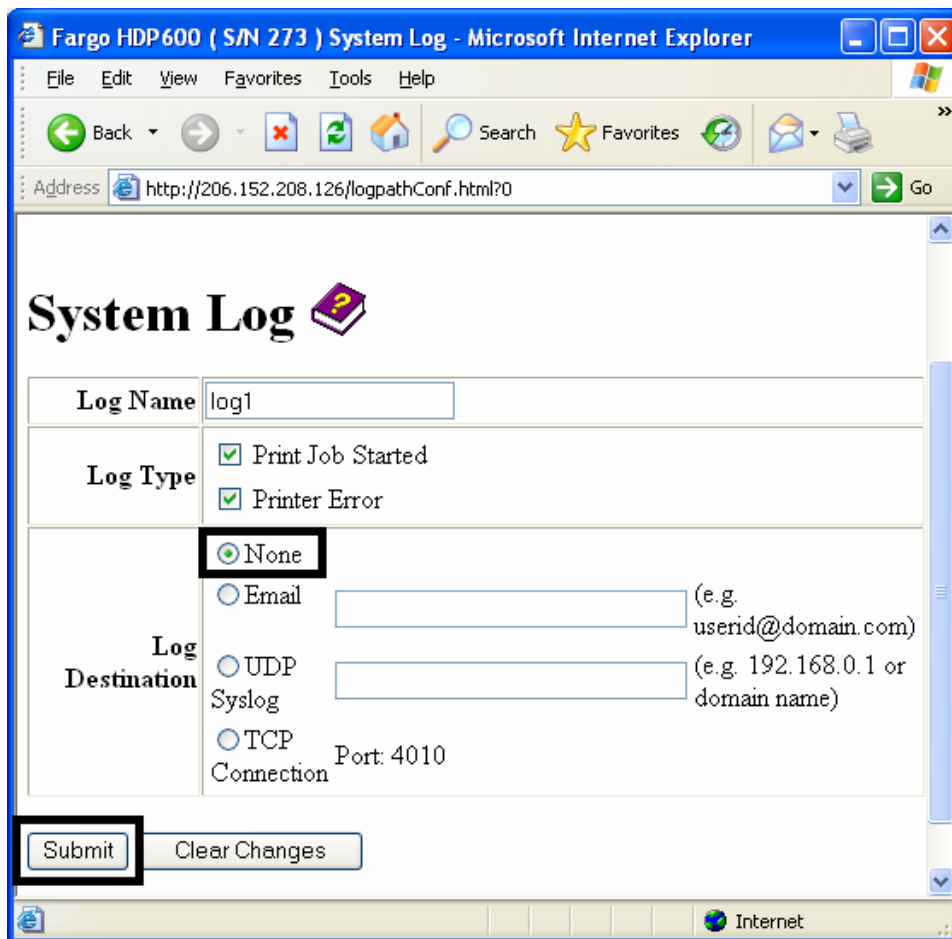 Fargo HDP600 ( S/N 273 ) System Log - Microsoft Internet Explorer
File Edit View Favorites Tools Help
Back Search Favorites »
Address http://206.152.208.126/logpathConf.html?0 Go
System Log ?
Log Name log1
Log Type Print Job Started
Printer Error
None
Email (e.g.
userid@domain.com)
Log
Destination
UDP
Syslog
(e.g. 192.168.0.1 or
domain name)
TCP
Connection
Port: 4010
Submit Clear Changes
Internet